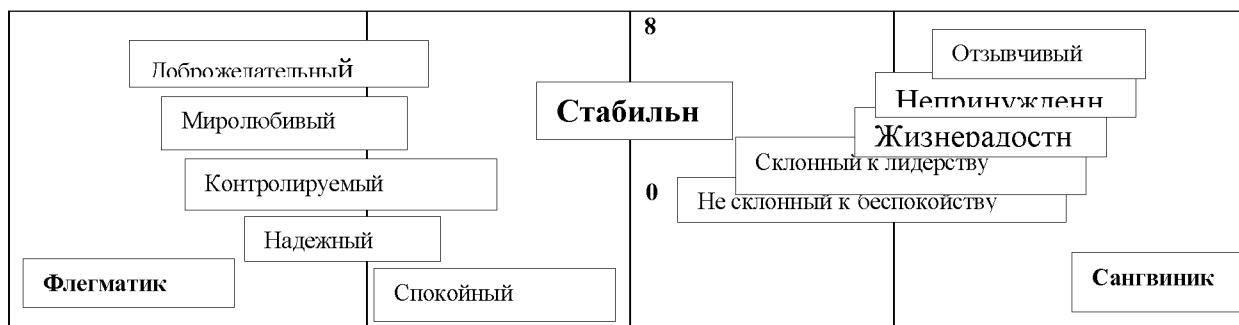 8
Отзывчивый
Доброжелательный
Непринужденн
Миролюбивый
Стабильн
Жизнерадостн
Склонный к лидерству
Контролируемый
0
Не склонный к беспокойству
Надежный
Флегматик
Сангвиник
Спокойный